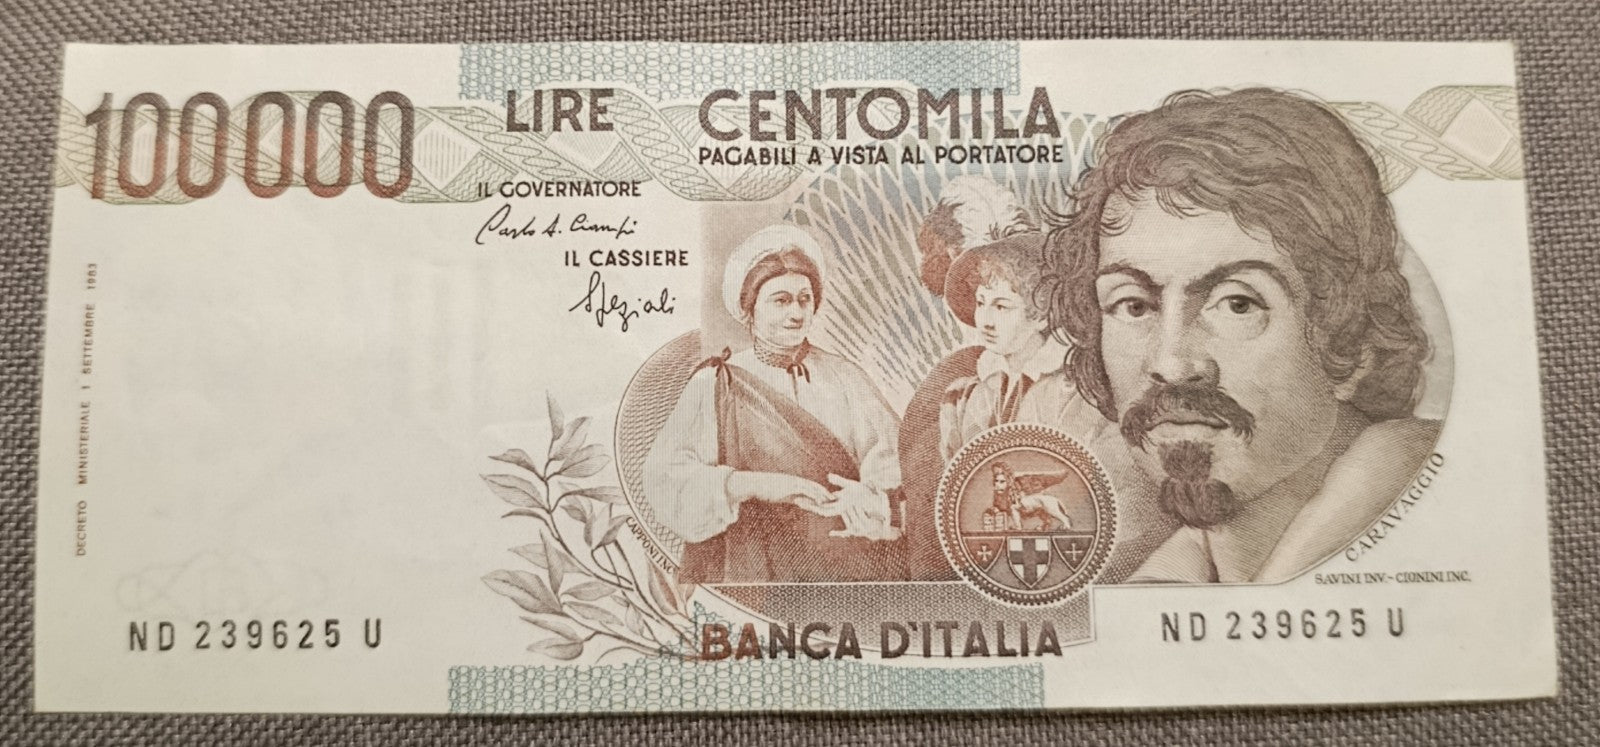 100000
LIRE CENTOMILA
PAGABILI A VISTA AL PORTATORE
IL GOVERNATORE
Carlo A. Ciampi
IL CASSIERE
Speziali
DECRETO MINISTERIALE 1 SETTEMBRE 1983
CAPPONI INC.
CARAVAGGIO
SAVINI INV.- CIONINI INC.
ND 239625 U
BANCA D'ITALIA
ND 239625 U